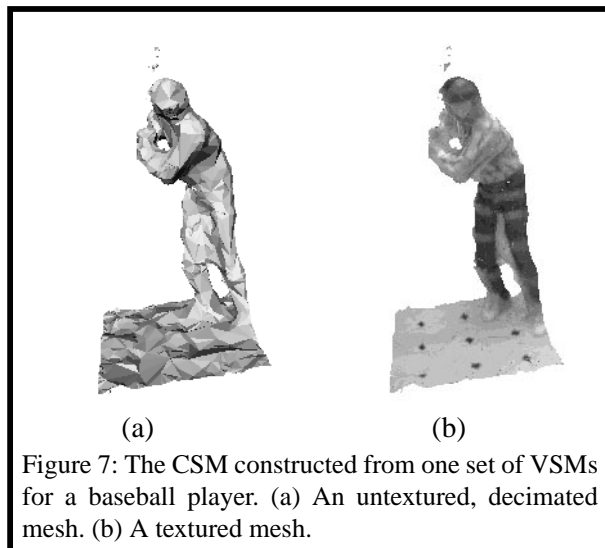 (a) (b)
Figure 7: The CSM constructed from one set of VSMs
for a baseball player. (a) An untextured, decimated
mesh. (b) A textured mesh.